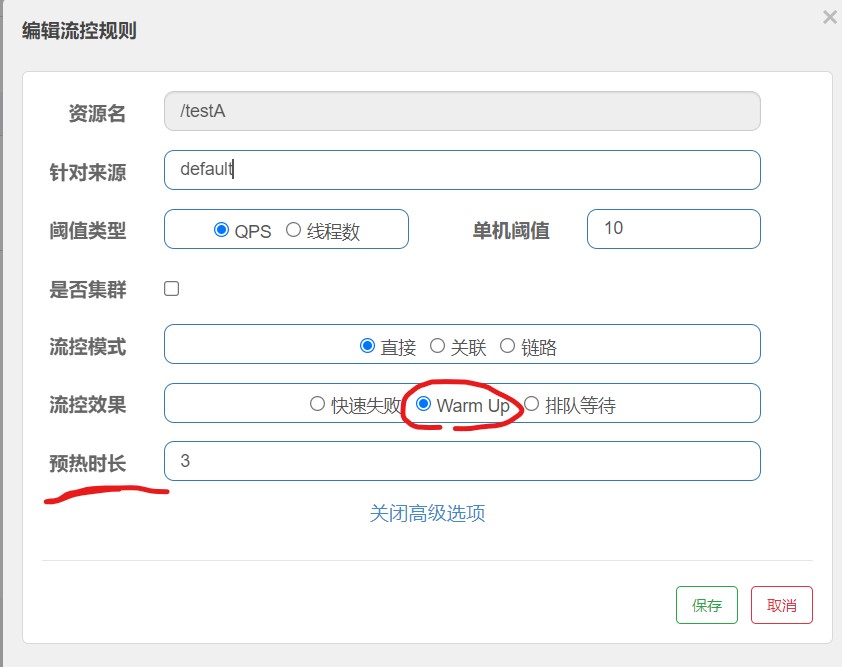 编辑流控规则 ×
资源名 /testA
针对来源 default
阈值类型 QPS 线程数 单机阈值 10
是否集群
流控模式 直接 关联 链路
流控效果 快速失败 Warm Up 排队等待
预热时长 3
关闭高级选项
保存 取消